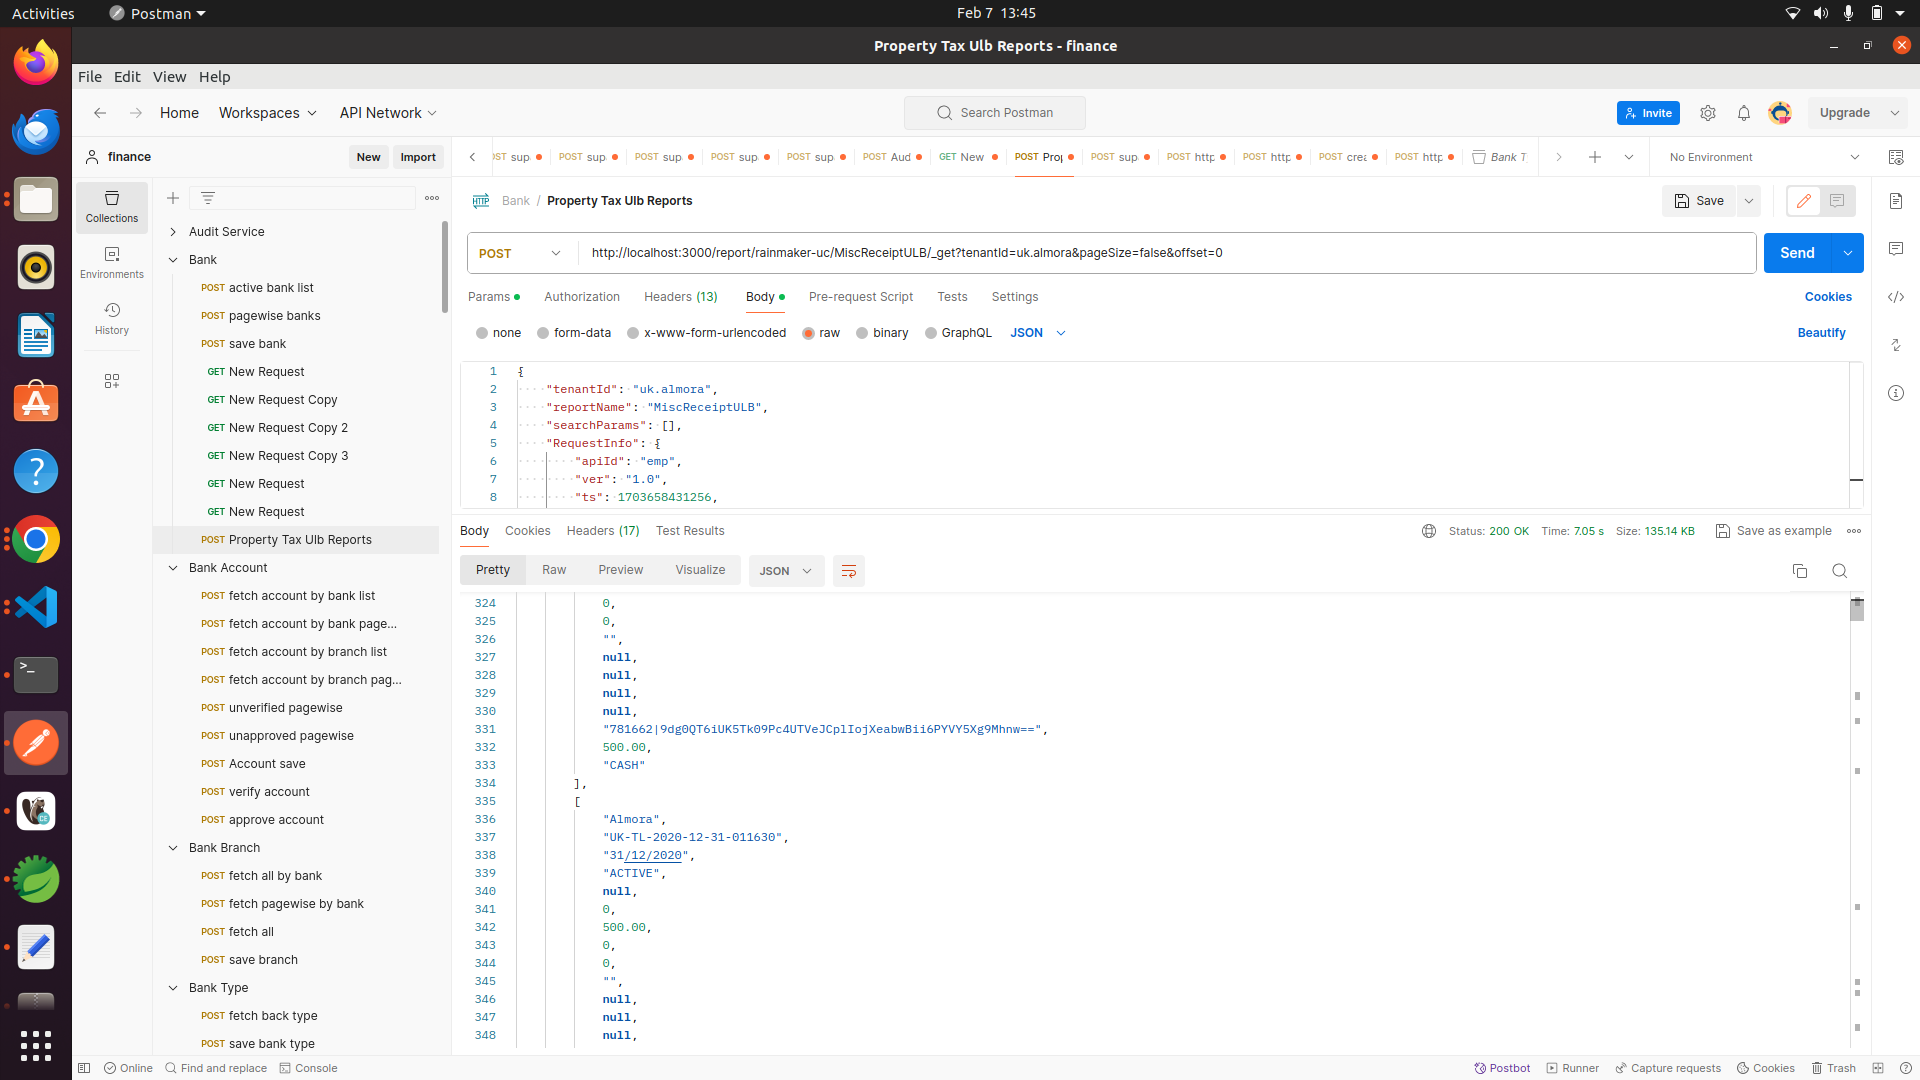 Activities
Postman
Feb 7 13:45
Property Tax Ulb Reports - finance
File Edit View Help
Home Workspaces API Network
Search Postman
Invite
Upgrade
finance
New Import
POST sup
POST sup
POST sup
POST sup
POST Aud
GET New
POST Prop
POST sup
POST http
POST http
POST crea
POST http
Bank T
No Environment
Collections
Environments
History
Audit Service
Bank
POST active bank list
POST pagewise banks
POST save bank
GET New Request
GET New Request Copy
GET New Request Copy 2
GET New Request Copy 3
GET New Request
GET New Request
POST Property Tax Ulb Reports
Bank Account
POST fetch account by bank list
POST fetch account by bank page...
POST fetch account by branch list
POST fetch account by branch pag...
POST unverified pagewise
POST unapproved pagewise
POST Account save
POST verify account
POST approve account
Bank Branch
POST fetch all by bank
POST fetch pagewise by bank
POST fetch all
POST save branch
Bank Type
POST fetch back type
POST save bank type
HTTP Bank / Property Tax Ulb Reports
Save
POST http://localhost:3000/report/rainmaker-uc/MiscReceiptULB/_get?tenantId=uk.almora&pageSize=false&offset=0
Send
Params Authorization Headers (13) Body Pre-request Script Tests Settings Cookies
none form-data x-www-form-urlencoded raw binary GraphQL JSON Beautify
1 {
2 "tenantId": "uk.almora",
3 "reportName": "MiscReceiptULB",
4 "searchParams": [],
5 "RequestInfo": {
6 "apiId": "emp",
7 "ver": "1.0",
8 "ts": 1703658431256,
Body Cookies Headers (17) Test Results
Status: 200 OK Time: 7.05 s Size: 135.14 KB Save as example
Pretty Raw Preview Visualize JSON
324 0,
325 0,
326 "",
327 null,
328 null,
329 null,
330 null,
331 "781662|9dg0QT6iUK5Tk09Pc4UTVeJCplIojXeabwBii6PYVY5Xg9Mhnw==",
332 500.00,
333 "CASH"
334 ],
335 [
336 "Almora",
337 "UK-TL-2020-12-31-011630",
338 "31/12/2020",
339 "ACTIVE",
340 null,
341 0,
342 500.00,
343 0,
344 0,
345 "",
346 null,
347 null,
348 null,
Online Find and replace Console
Postbot Runner Capture requests Cookies Trash